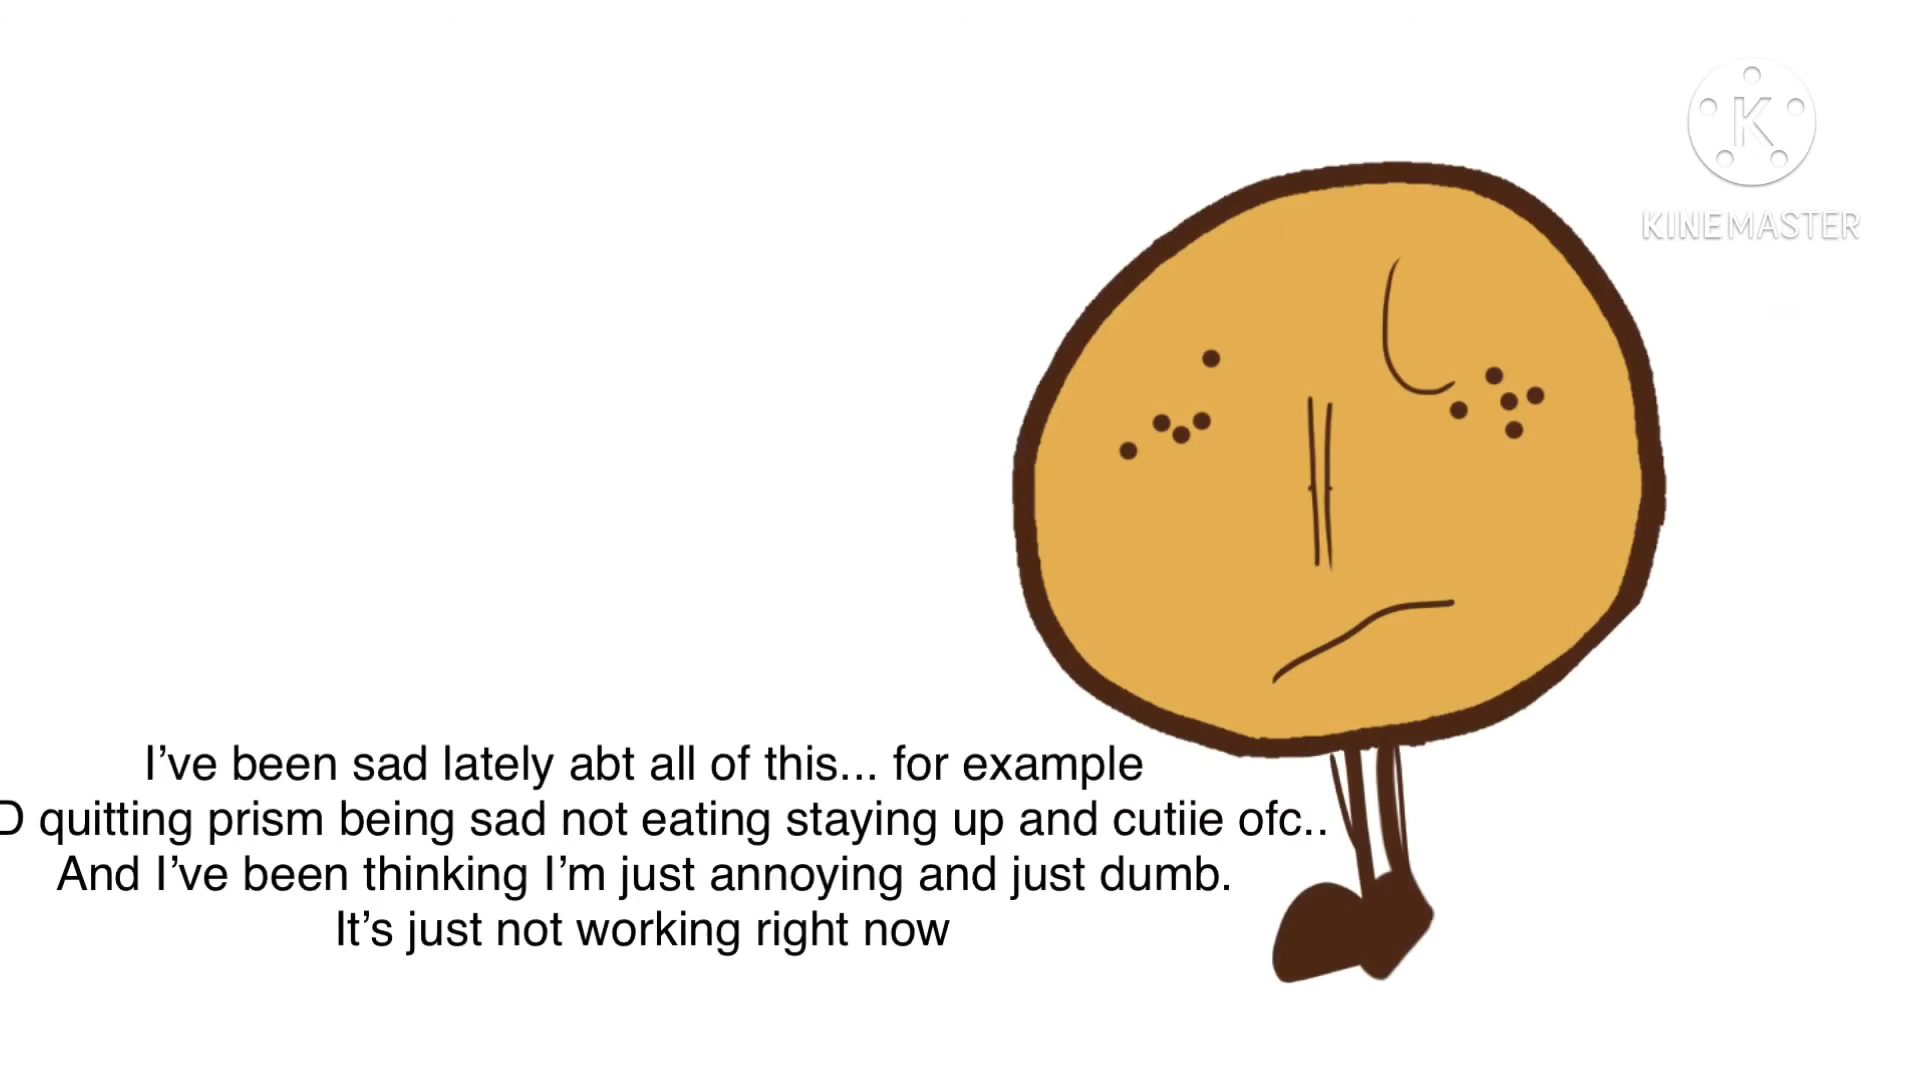 K
KINEMASTER
I’ve been sad lately abt all of this... for example
D quitting prism being sad not eating staying up and cutiie ofc..
And I’ve been thinking I’m just annoying and just dumb.
It’s just not working right now